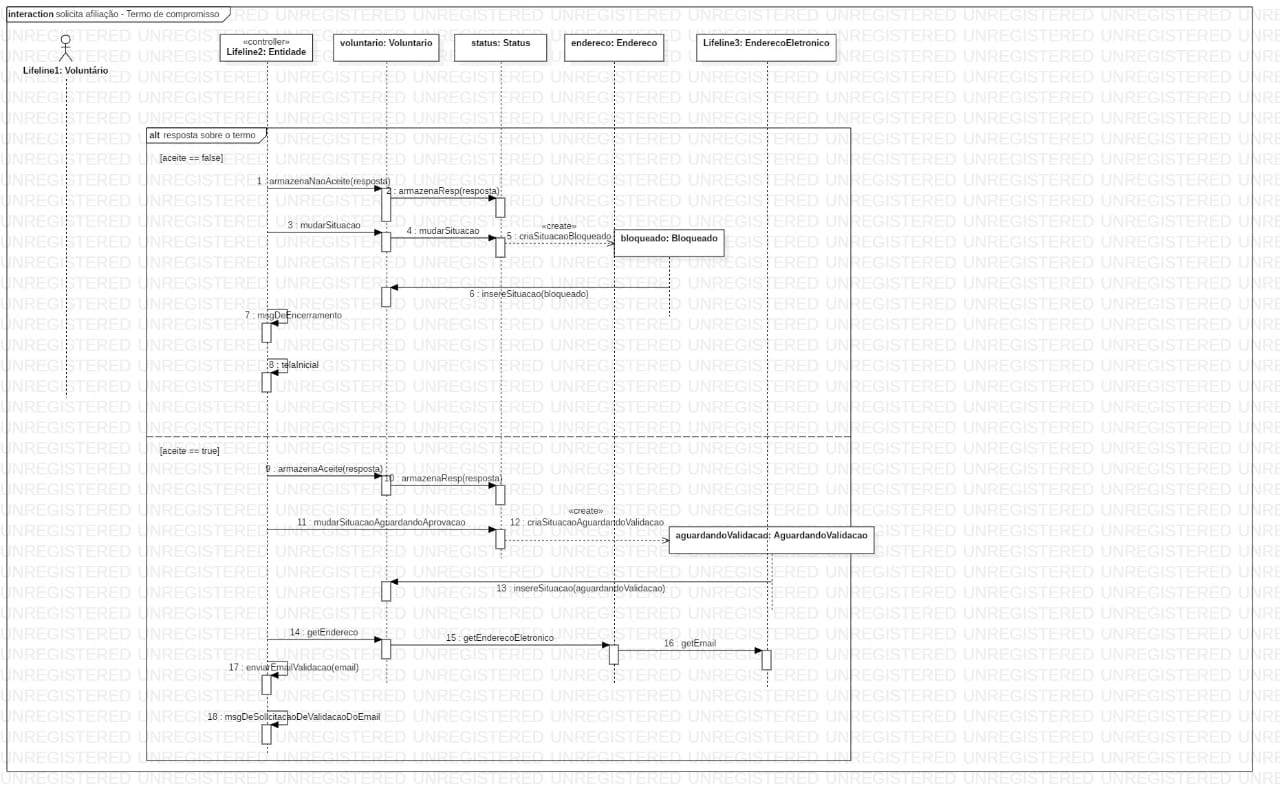 interaction solicita afiliação - Termo de compromisso
Lifeline1: Voluntário
«controller»
Lifeline2: Entidade
voluntario: Voluntario
status: Status
endereco: Endereco
Lifeline3: EnderecoEletronico
alt resposta sobre o termo
[aceite == false]
1 : armazenaNaoAceite(resposta)
2 : armazenaResp(resposta)
3 : mudarSituacao
4 : mudarSituacao
«create»
5 : criaSituacaoBloqueado
bloqueado: Bloqueado
6 : insereSituacao(bloqueado)
7 : msgDeEncerramento
8 : telaInicial
[aceite == true]
9 : armazenaAceite(resposta)
10 : armazenaResp(resposta)
11 : mudarSituacaoAguardandoAprovacao
«create»
12 : criaSituacaoAguardandoValidacao
aguardandoValidacao: AguardandoValidacao
13 : insereSituacao(aguardandoValidacao)
14 : getEndereco
15 : getEnderecoEletronico
16 : getEmail
17 : enviarEmailValidacao(email)
18 : msgDeSolicitacaoDeValidacaoDoEmail
UNREGISTERED